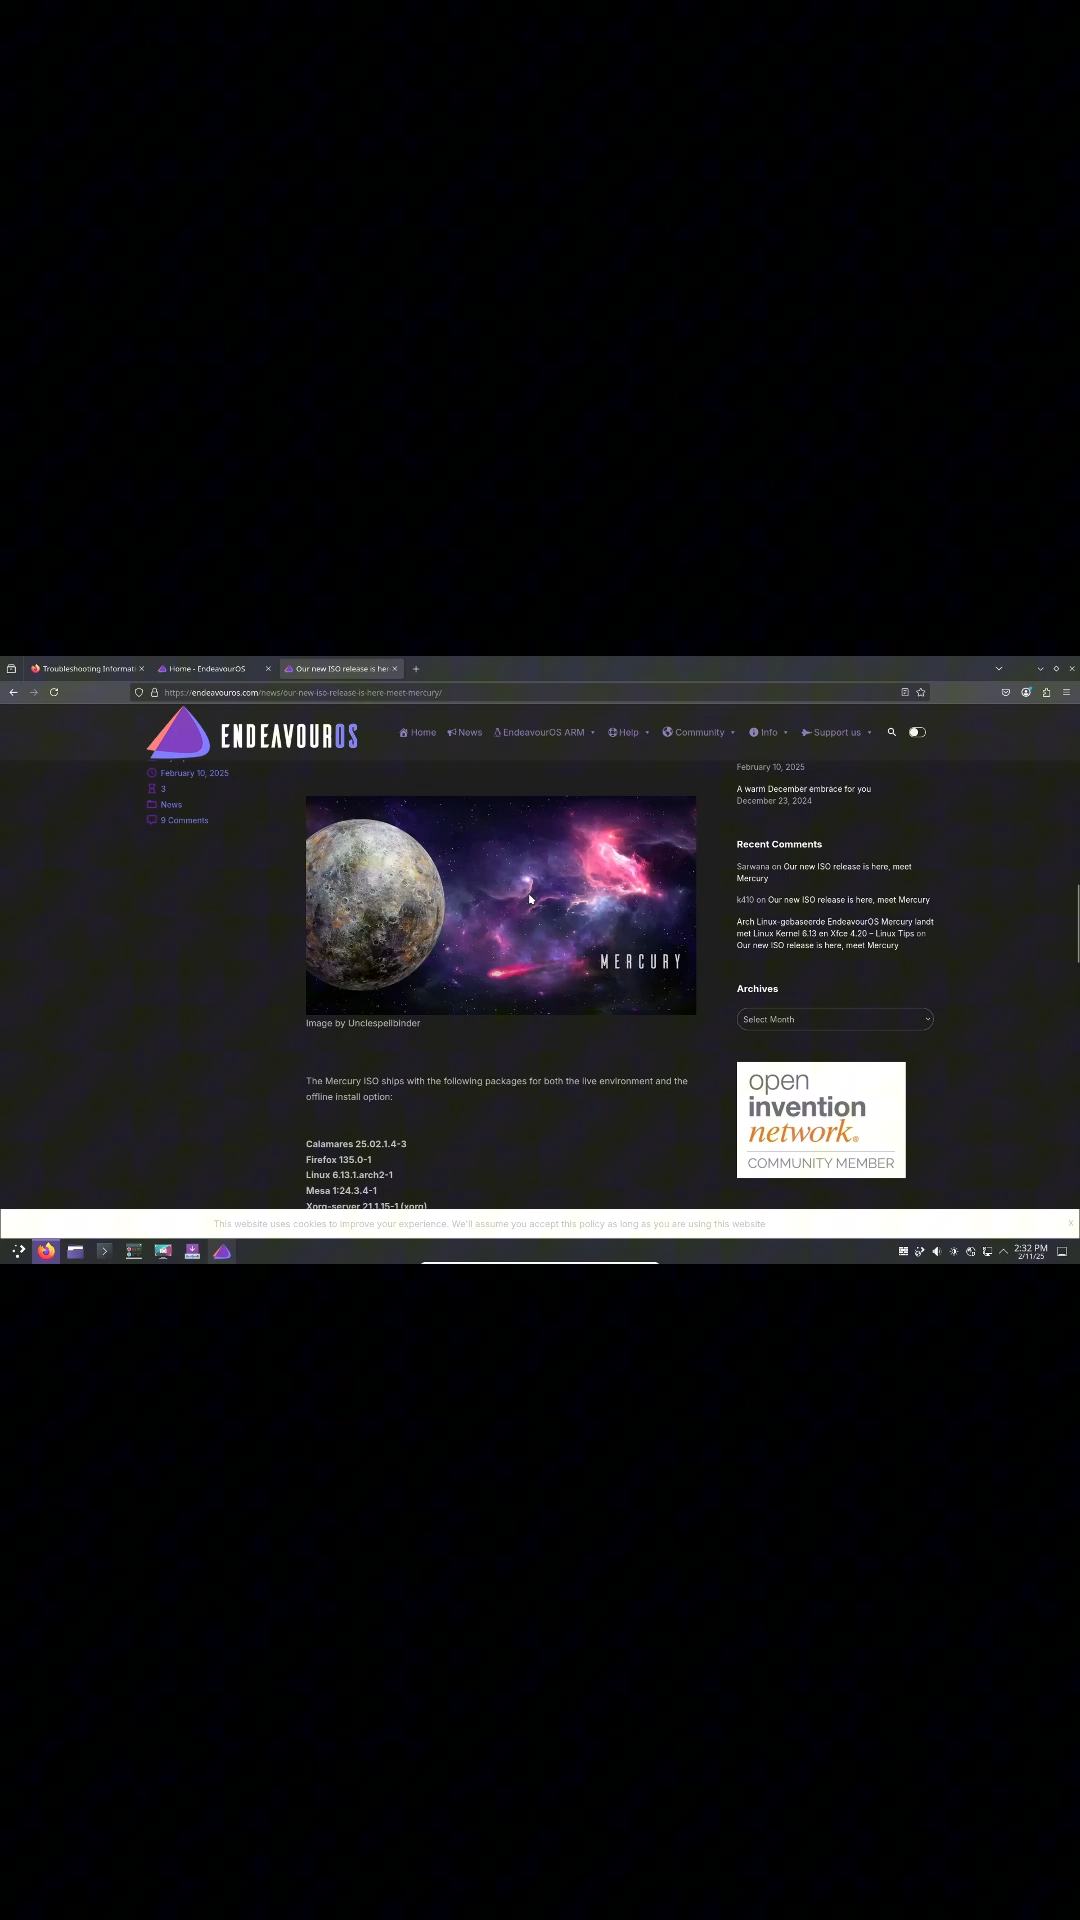 Troubleshooting Informati
Home - EndeavourOS
Our new ISO release is her
https://endeavouros.com/news/our-new-iso-release-is-here-meet-mercury/
ENDEAVOUROS
Home
News
EndeavourOS ARM
Help
Community
Info
Support us
February 10, 2025
3
News
9 Comments
MERCURY
Image by Unclespellbinder
The Mercury ISO ships with the following packages for both the live environment and the
offline install option:
Calamares 25.02.1.4-3
Firefox 135.0-1
Linux 6.13.1.arch2-1
Mesa 1:24.3.4-1
Xorg-server 21.1.15-1 (xorg)
February 10, 2025
A warm December embrace for you
December 23, 2024
Recent Comments
Sarwana on Our new ISO release is here, meet
Mercury
k410 on Our new ISO release is here, meet Mercury
Arch Linux-gebaseerde EndeavourOS Mercury landt
met Linux Kernel 6.13 en Xfce 4.20 – Linux Tips on
Our new ISO release is here, meet Mercury
Archives
Select Month
open
invention
network®
COMMUNITY MEMBER
This website uses cookies to improve your experience. We'll assume you accept this policy as long as you are using this website
X
2:32 PM
2/11/25